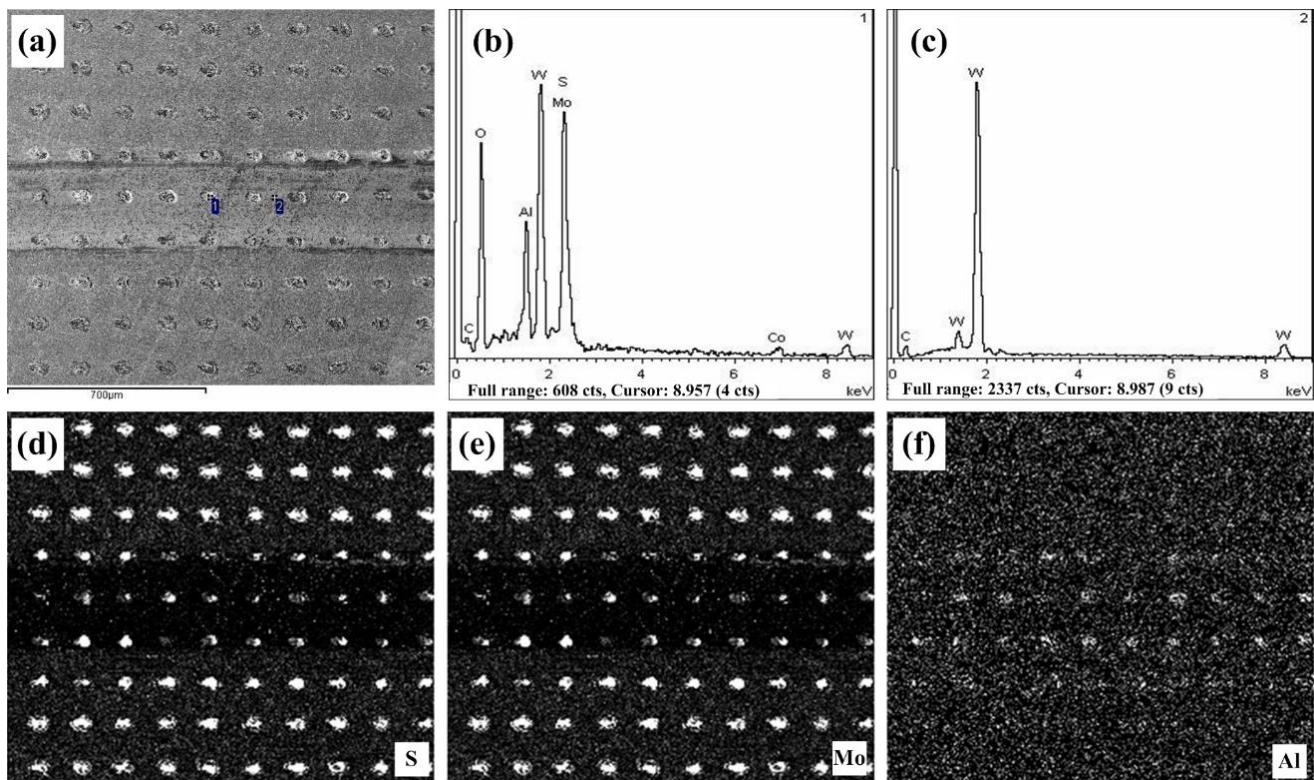 (a)
1
2
700μm
(b)
1
O
W
S
Mo
Al
C
Co
W
0
2
4
6
8
keV
Full range: 608 cts, Cursor: 8.957 (4 cts)
(c)
2
W
W
C
W
0
2
4
6
8
keV
Full range: 2337 cts, Cursor: 8.987 (9 cts)
(d)
S
(e)
Mo
(f)
Al